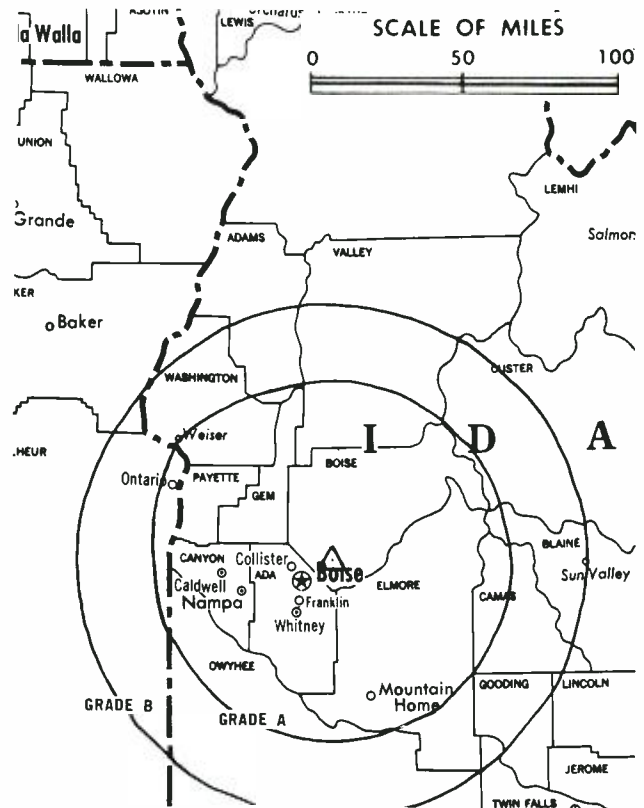 LEWIS
SCALE OF MILES
a Walla
0 50 100
WALLOWA
UNION
LEMHI
Grande
ADAMS
VALLEY
Salmon
KER
Baker
CUSTER
WASHINGTON
I D A
Weiser
HEUR
BOISE
Ontario
PAYETTE
GEM
BLAINE
CANYON
Collister
Boise
Sun Valley
ADA
Caldwell
ELMORE
CAMAS
Nampa
Franklin
Whitney
OWYHEE
GOODING
LINCOLN
Mountain
Home
GRADE B
GRADE A
JEROME
TWIN FALLS